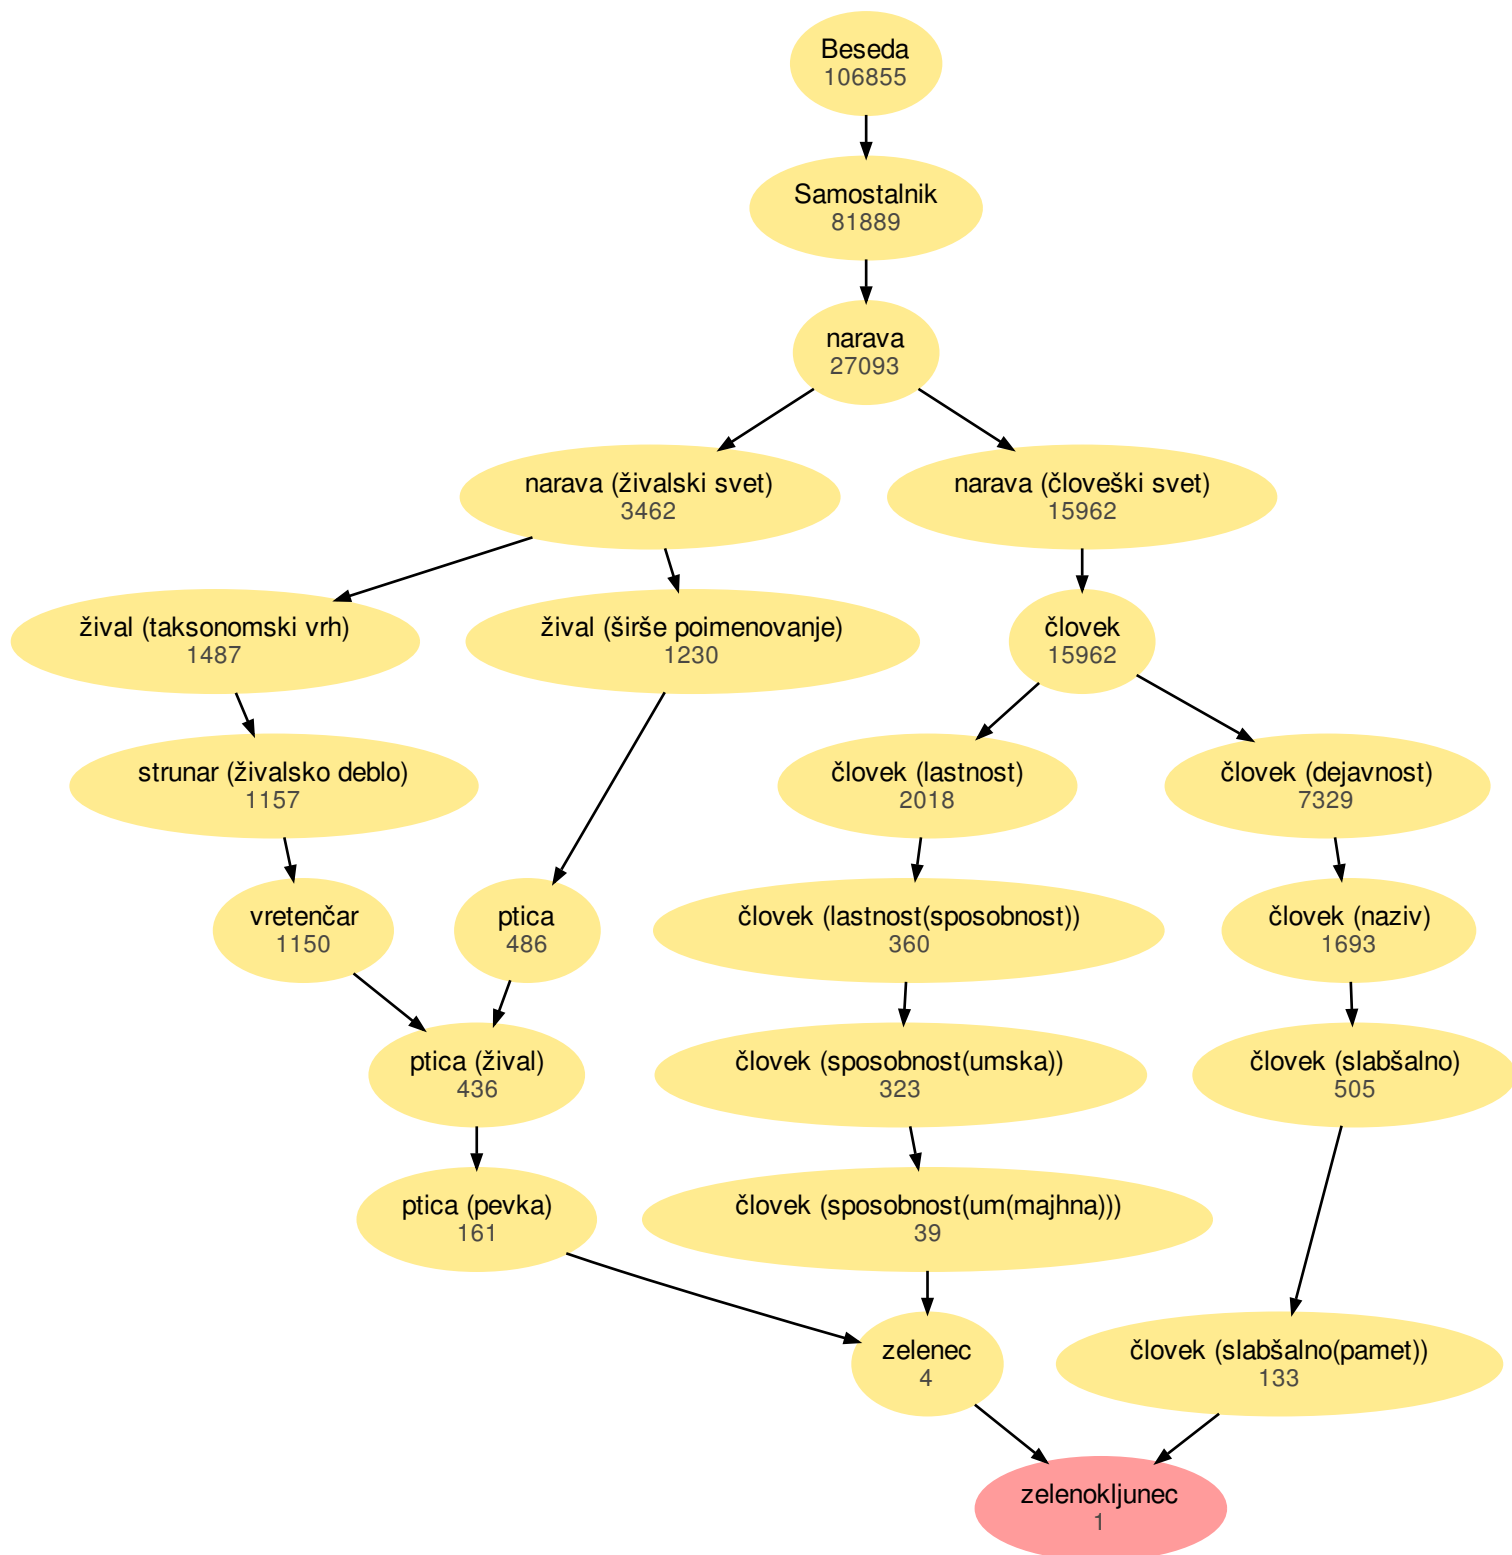 Beseda
106855
Samostalnik
81889
narava
27093
narava (živalski svet)
3462
narava (človeški svet)
15962
žival (taksonomski vrh)
1487
žival (širše poimenovanje)
1230
človek
15962
strunar (živalsko deblo)
1157
človek (lastnost)
2018
človek (dejavnost)
7329
vretenčar
1150
ptica
486
človek (lastnost(sposobnost))
360
človek (naziv)
1693
ptica (žival)
436
človek (sposobnost(umska))
323
človek (slabšalno)
505
ptica (pevka)
161
človek (sposobnost(um(majhna)))
39
zelenec
4
človek (slabšalno(pamet))
133
zelenokljunec
1